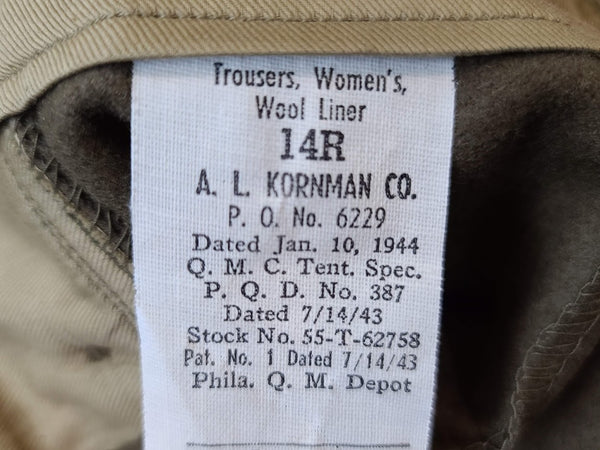 Trousers, Women's,
Wool Liner
14R
A. L. KORNMAN CO.
P. O. No. 6229
Dated Jan. 10, 1944
Q. M. C. Tent. Spec.
P. Q. D. No. 387
Dated 7/14/43
Stock No. 55-T-62758
Pat. No. 1 Dated 7/14/43
Phila. Q. M. Depot